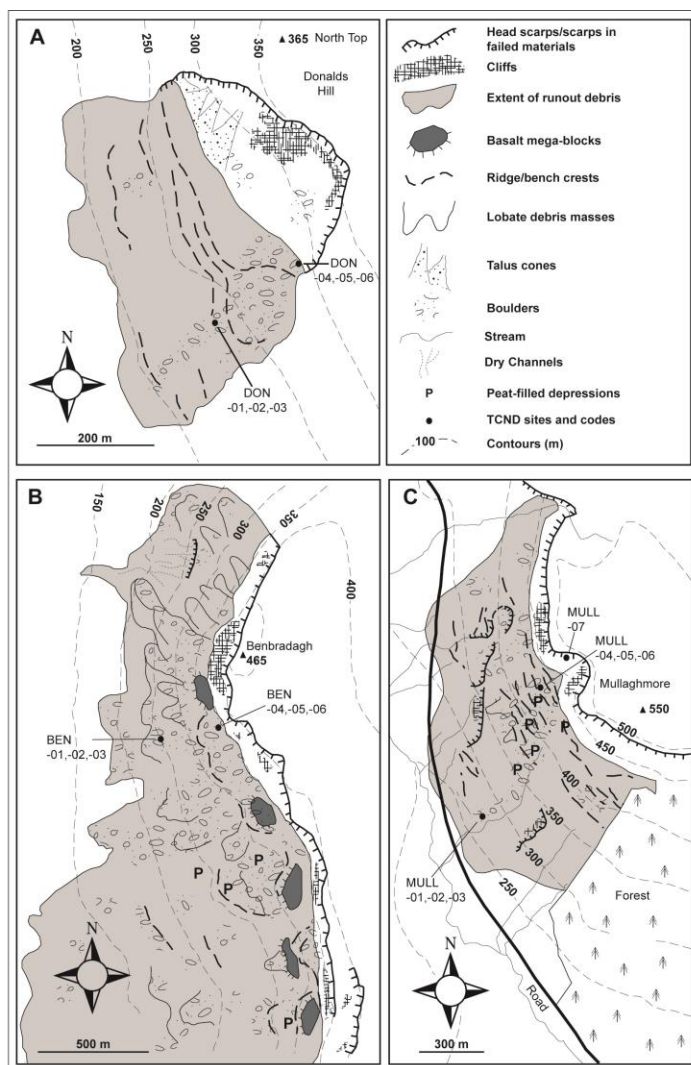 A
200
250
300
350
▲ 365 North Top
Donalds
Hill
DON
-04,-05,-06
DON
-01,-02,-03
N
200 m
Head scarps/scarps in
failed materials
Cliffs
Extent of runout debris
Basalt mega-blocks
Ridge/bench crests
Lobate debris masses
Talus cones
Boulders
Stream
Dry Channels
P Peat-filled depressions
TCND sites and codes
100 Contours (m)
B
150
200
250
300
350
400
Benbradagh
465
BEN
-04,-05,-06
BEN
-01,-02,-03
P
P
P
P
N
500 m
C
MULL
-07
MULL
-04,-05,-06
Mullaghmore
▲ 550
500
450
P
P
P
P
P
P
400
350
300
250
MULL
-01,-02,-03
Forest
Road
N
300 m